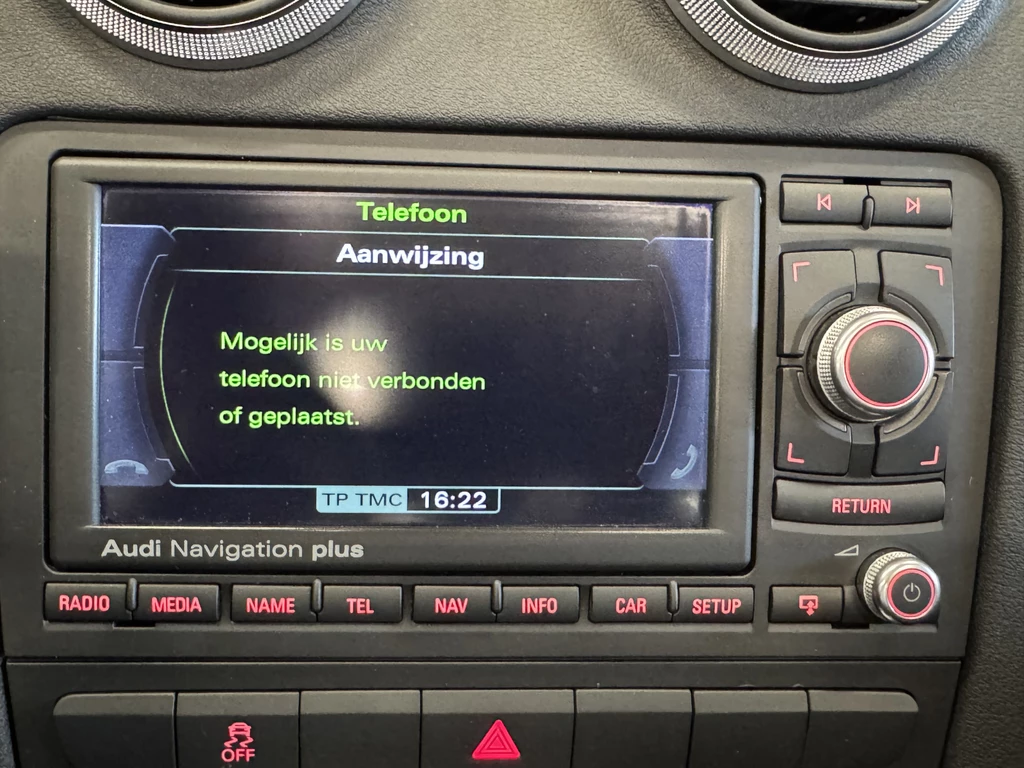 Telefoon
Aanwijzing
Mogelijk is uw
telefoon niet verbonden
of geplaatst.
TP TMC 16:22
Audi Navigation plus
RETURN
RADIO MEDIA NAME TEL NAV INFO CAR SETUP
OFF